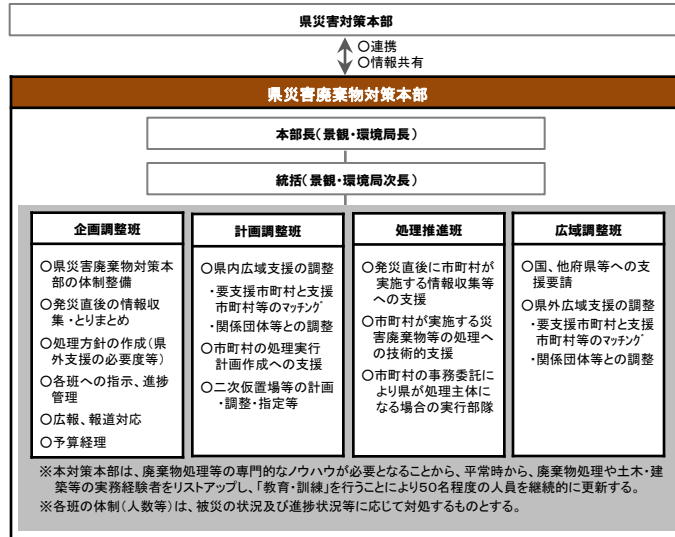 県災害対策本部
〇連携
〇情報共有
県災害廃棄物対策本部
本部長(景観・環境局長)
統括(景観・環境局次長)
企画調整班
〇県災害廃棄物対策本
部の体制整備
〇発災直後の情報収
集・とりまとめ
〇処理方針の作成(県
外支援の必要度等)
〇各班への指示、進捗
管理
〇広報、報道対応
〇予算経理
計画調整班
〇県内広域支援の調整
・要支援市町村と支援
市町村等のマッチング
・関係団体等との調整
〇市町村の処理実行
計画作成への支援
〇二次仮置場等の計画
・調整・指定等
処理推進班
〇発災直後に市町村が
実施する情報収集等
への支援
〇市町村が実施する災
害廃棄物等の処理へ
の技術的支援
〇市町村の事務委託に
より県が処理主体に
なる場合の実行部隊
広域調整班
〇国、他府県等への支
援要請
〇県外広域支援の調整
・要支援市町村と支援
市町村等のマッチング
・関係団体等との調整
※本対策本部は、廃棄物処理等の専門的なノウハウが必要となることから、平常時から、廃棄物処理や土木・建
築等の実務経験者をリストアップし、「教育・訓練」を行うことにより50名程度の人員を継続的に更新する。
※各班の体制(人数等)は、被災の状況及び進捗状況等に応じて対処するものとする。